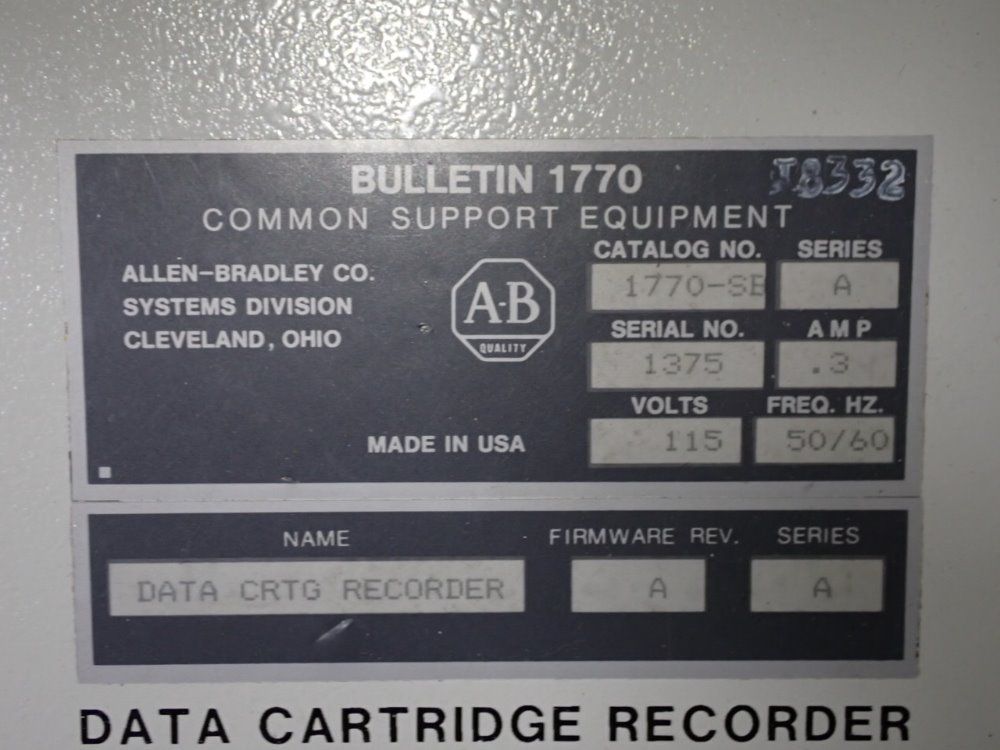 BULLETIN 1770
J8332
COMMON SUPPORT EQUIPMENT
ALLEN-BRADLEY CO.
SYSTEMS DIVISION
CLEVELAND, OHIO
A-B
QUALITY
MADE IN USA
CATALOG NO. SERIES
1770-SB A
SERIAL NO. AMP
1375 .3
VOLTS FREQ. HZ.
115 50/60
NAME FIRMWARE REV. SERIES
DATA CRTG RECORDER A A
DATA CARTRIDGE RECORDER